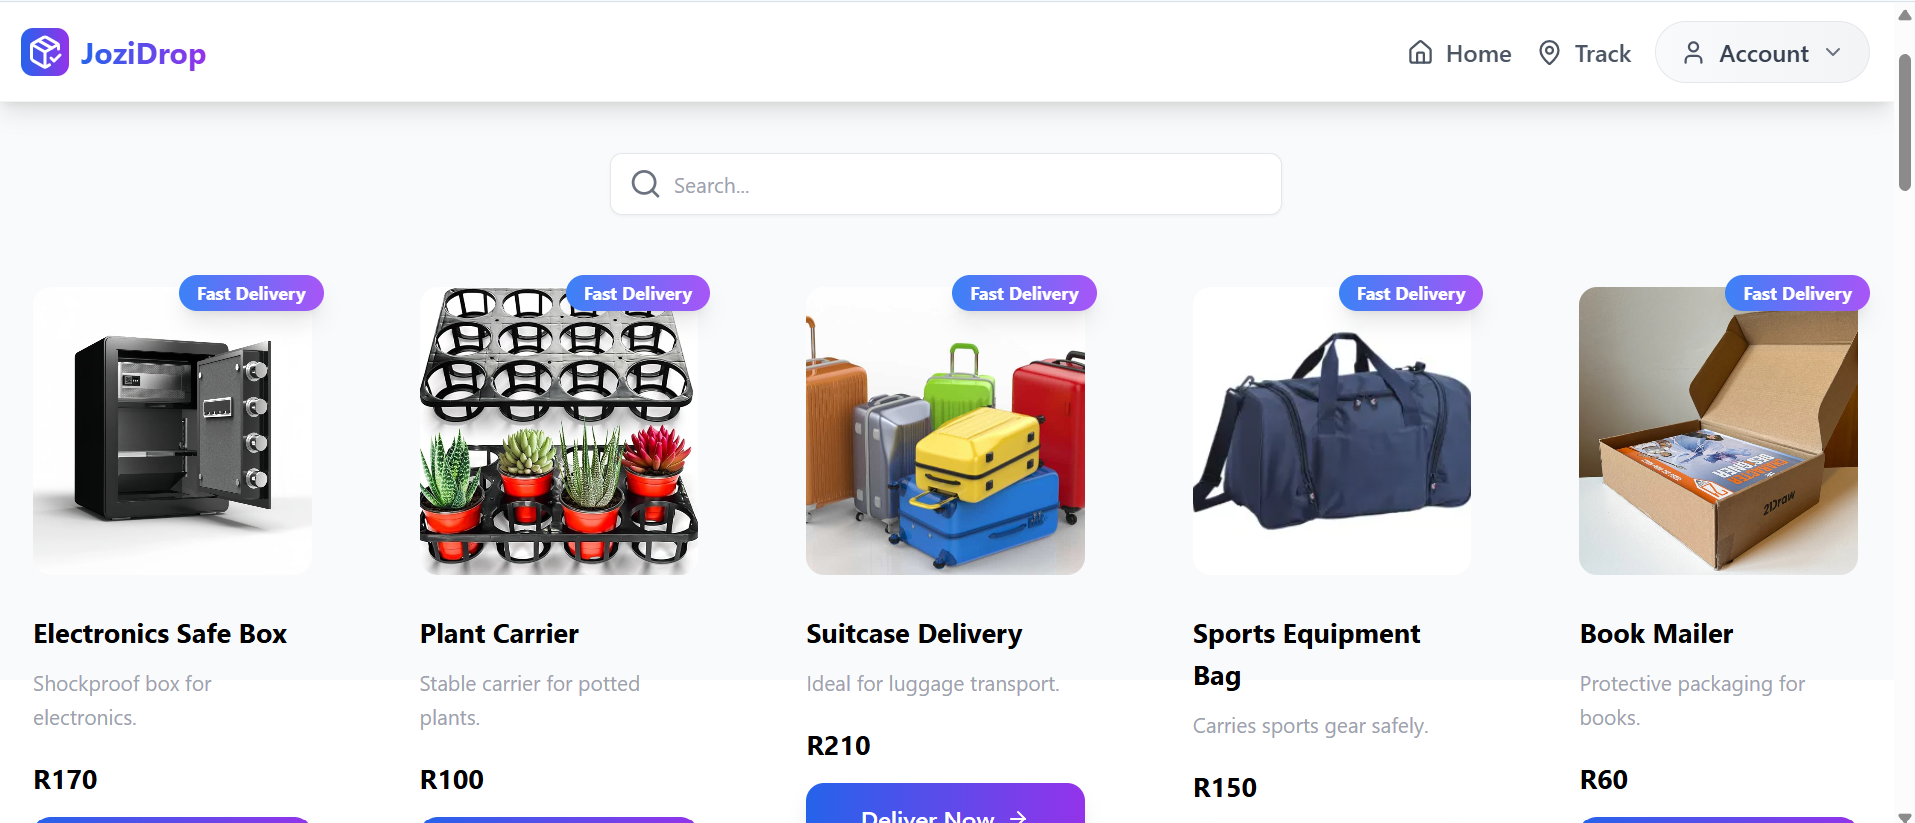 JoziDrop
Home
Track
Account
Search...
Fast Delivery
Fast Delivery
Fast Delivery
Fast Delivery
Fast Delivery
21Draw
Electronics Safe Box
Shockproof box for
electronics.
R170
Plant Carrier
Stable carrier for potted
plants.
R100
Suitcase Delivery
Ideal for luggage transport.
R210
Deliver Now
Sports Equipment
Bag
Carries sports gear safely.
R150
Book Mailer
Protective packaging for
books.
R60